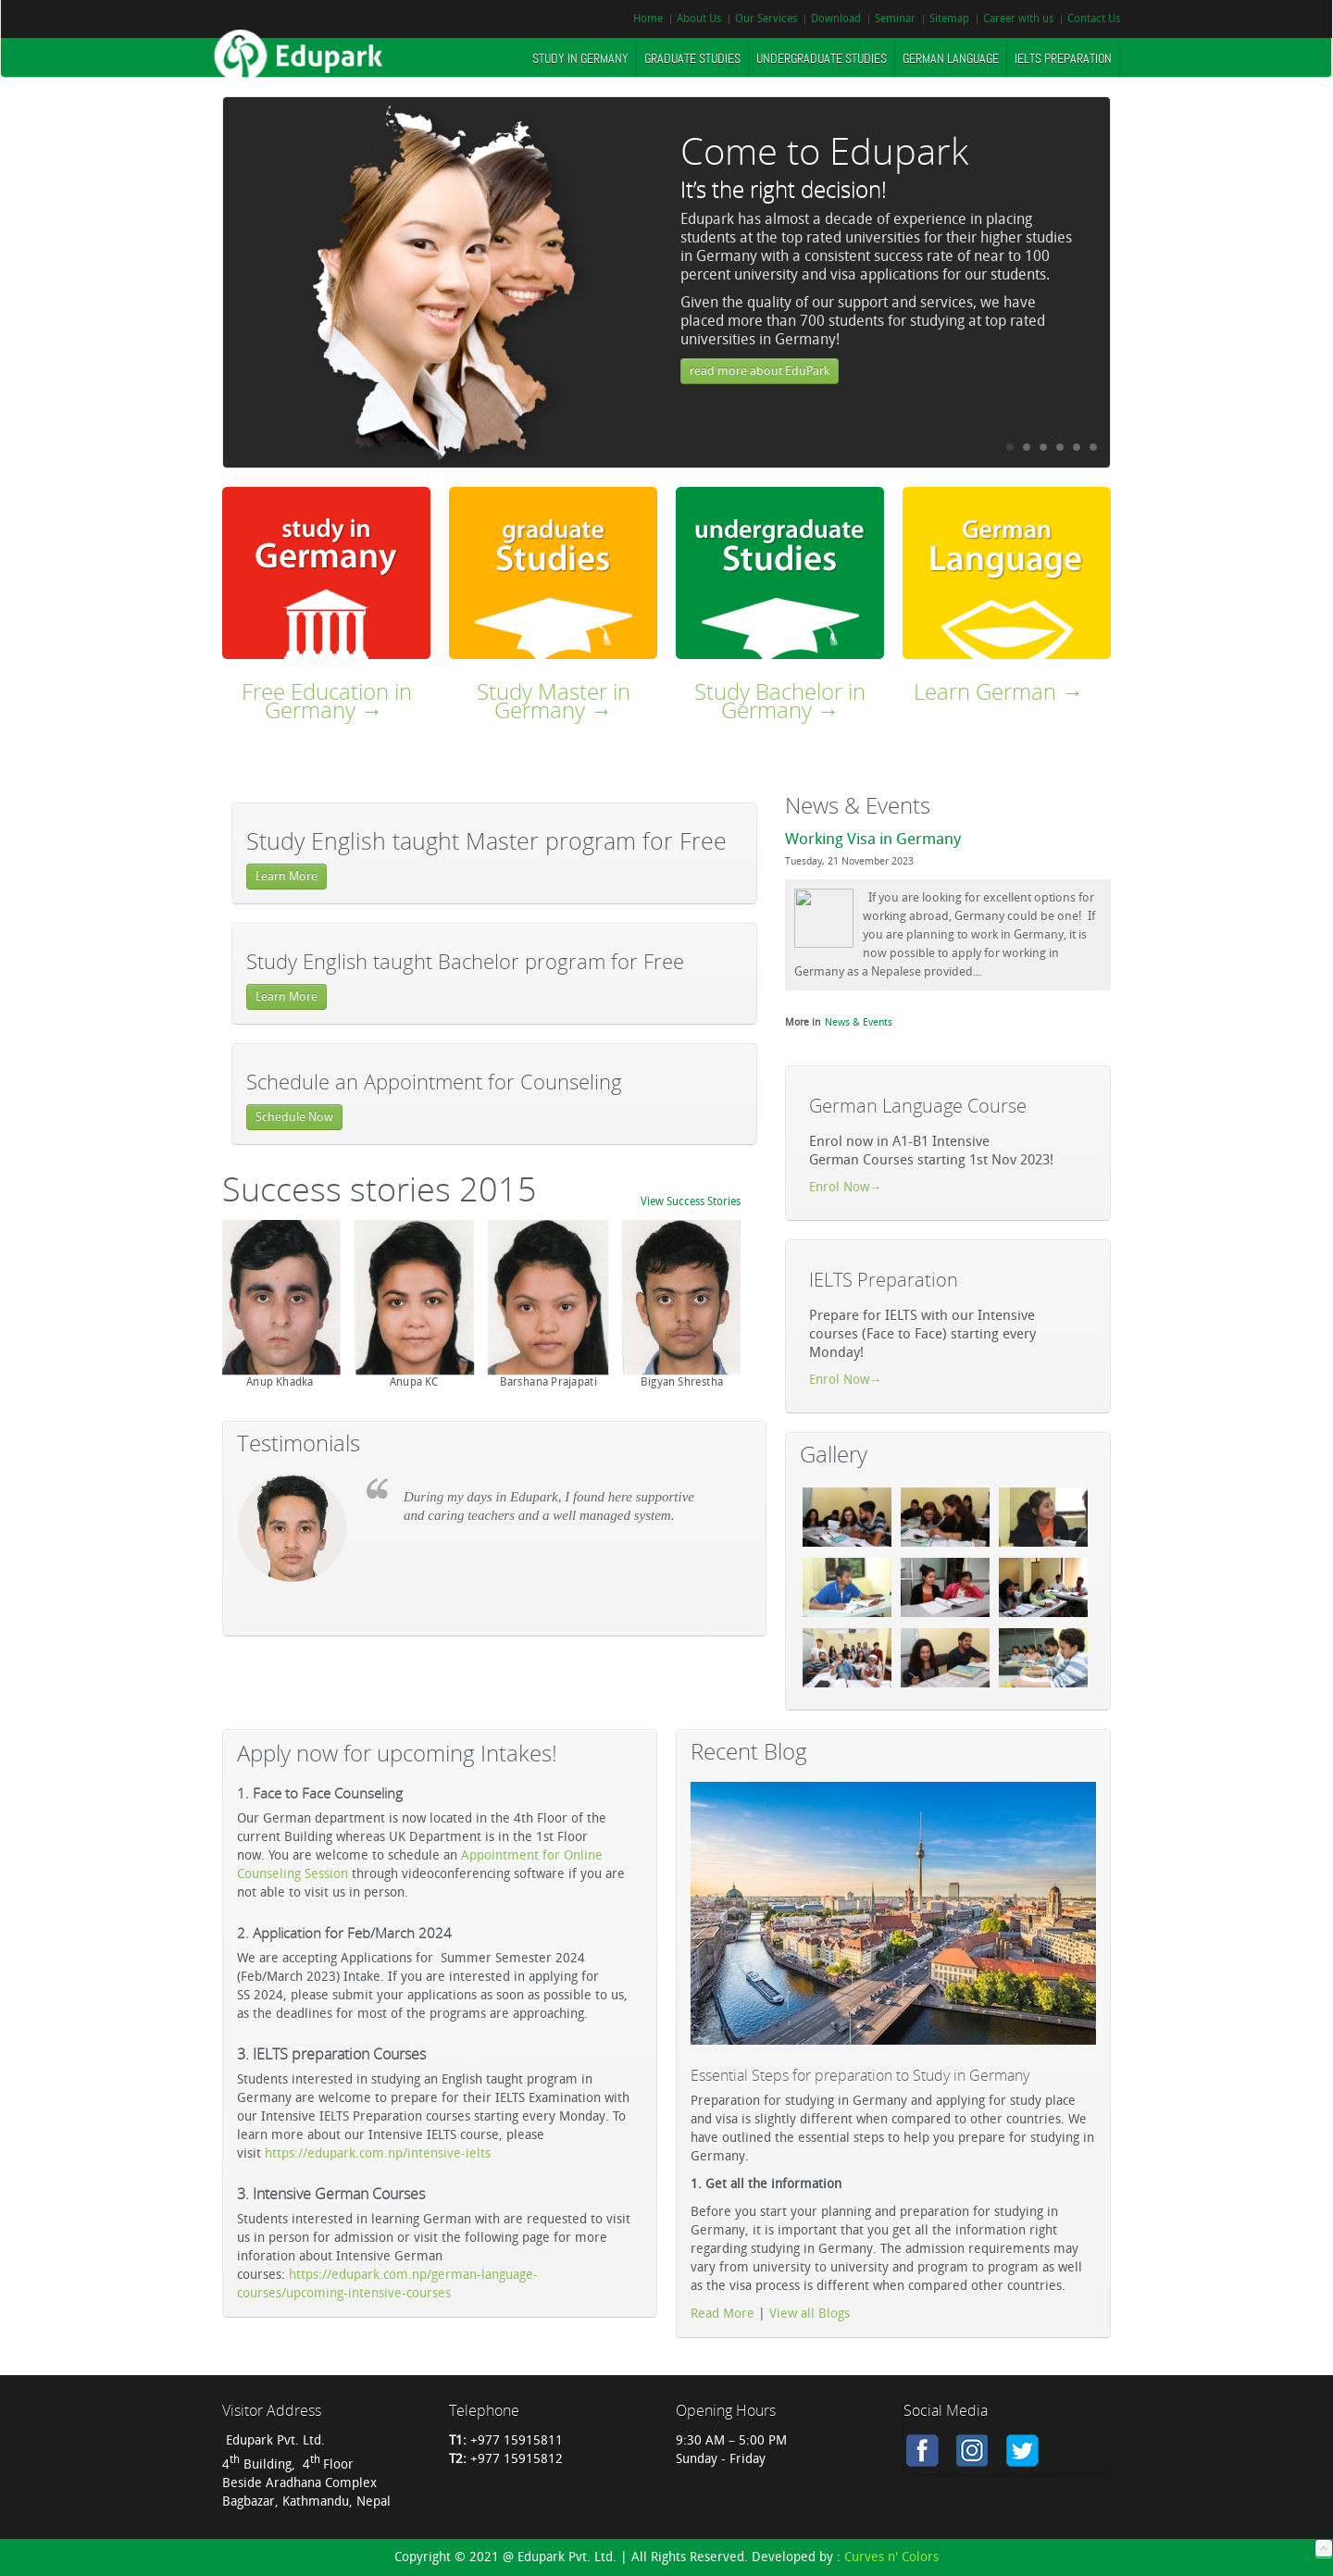 Home | About Us | Our Services | Download | Seminar | Sitemap | Career with us | Contact Us
Edupark
STUDY IN GERMANY
GRADUATE STUDIES
UNDERGRADUATE STUDIES
GERMAN LANGUAGE
IELTS PREPARATION
Come to Edupark
It's the right decision!
Edupark has almost a decade of experience in placing
students at the top rated universities for their higher studies
in Germany with a consistent success rate of near to 100
percent university and visa applications for our students.
Given the quality of our support and services, we have
placed more than 700 students for studying at top rated
universities in Germany!
read more about EduPark
study in
Germany
graduate
Studies
undergraduate
Studies
German
Language
Free Education in
Germany →
Study Master in
Germany →
Study Bachelor in
Germany →
Learn German →
Study English taught Master program for Free
Learn More
Study English taught Bachelor program for Free
Learn More
Schedule an Appointment for Counseling
Schedule Now
News & Events
Working Visa in Germany
Tuesday, 21 November 2023
If you are looking for excellent options for
working abroad, Germany could be one!  If
you are planning to work in Germany, it is
now possible to apply for working in
Germany as a Nepalese provided...
More in News & Events
German Language Course
Enrol now in A1-B1 Intensive
German Courses starting 1st Nov 2023!
Enrol Now→
IELTS Preparation
Prepare for IELTS with our Intensive
courses (Face to Face) starting every
Monday!
Enrol Now→
Success stories 2015
View Success Stories
Anup Khadka
Anupa KC
Barshana Prajapati
Bigyan Shrestha
Testimonials
During my days in Edupark, I found here supportive
and caring teachers and a well managed system.
Gallery
Apply now for upcoming Intakes!
1. Face to Face Counseling
Our German department is now located in the 4th Floor of the
current Building whereas UK Department is in the 1st Floor
now. You are welcome to schedule an Appointment for Online
Counseling Session through videoconferencing software if you are
not able to visit us in person.
2. Application for Feb/March 2024
We are accepting Applications for  Summer Semester 2024
(Feb/March 2023) Intake. If you are interested in applying for
SS 2024, please submit your applications as soon as possible to us,
as the deadlines for most of the programs are approaching.
3. IELTS preparation Courses
Students interested in studying an English taught program in
Germany are welcome to prepare for their IELTS Examination with
our Intensive IELTS Preparation courses starting every Monday. To
learn more about our Intensive IELTS course, please
visit https://edupark.com.np/intensive-ielts
3. Intensive German Courses
Students interested in learning German with are requested to visit
us in person for admission or visit the following page for more
inforation about Intensive German
courses: https://edupark.com.np/german-language-
courses/upcoming-intensive-courses
Recent Blog
Essential Steps for preparation to Study in Germany
Preparation for studying in Germany and applying for study place
and visa is slightly different when compared to other countries. We
have outlined the essential steps to help you prepare for studying in
Germany.
1. Get all the information
Before you start your planning and preparation for studying in
Germany, it is important that you get all the information right
regarding studying in Germany. The admission requirements may
vary from university to university and program to program as well
as the visa process is different when compared other countries.
Read More | View all Blogs
Visitor Address
Edupark Pvt. Ltd.
4th Building,  4th Floor
Beside Aradhana Complex
Bagbazar, Kathmandu, Nepal
Telephone
T1: +977 15915811
T2: +977 15915812
Opening Hours
9:30 AM – 5:00 PM
Sunday - Friday
Social Media
Copyright © 2021 @ Edupark Pvt. Ltd. | All Rights Reserved. Developed by : Curves n' Colors